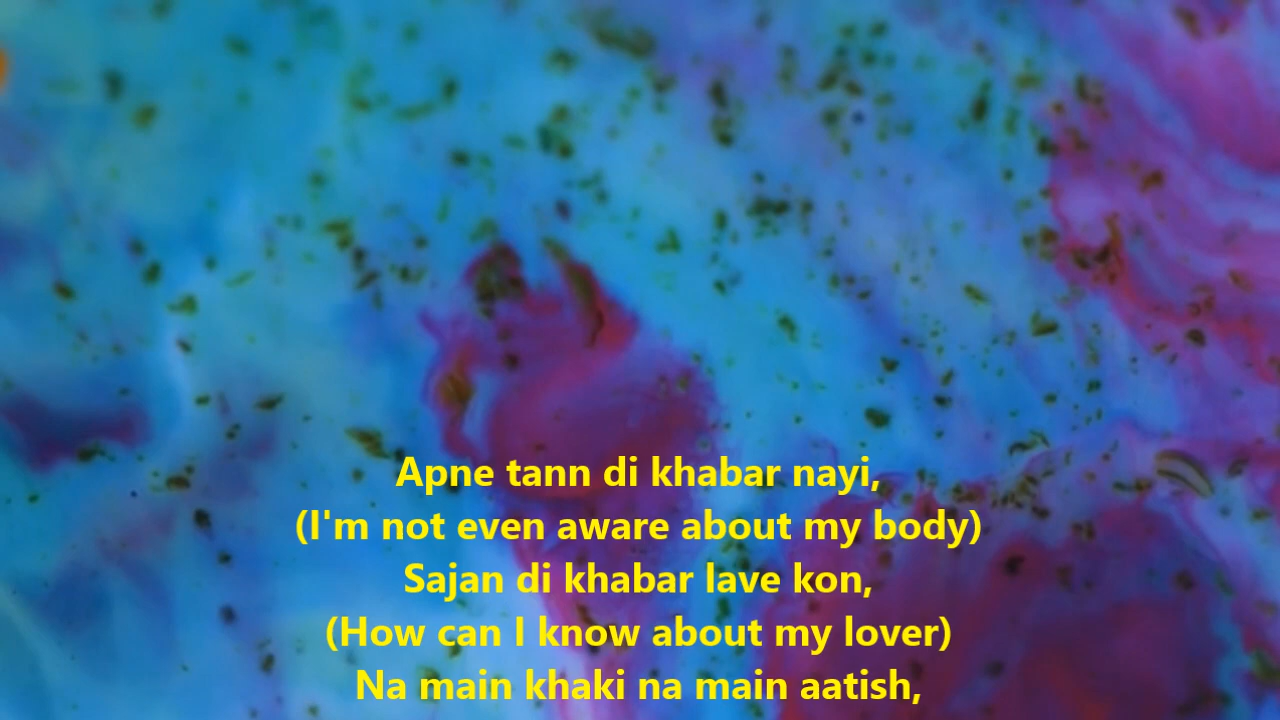 Apne tann di khabar nayi,
(I'm not even aware about my body)
Sajan di khabar lave kon,
(How can I know about my lover)
Na main khaki na main aatish,